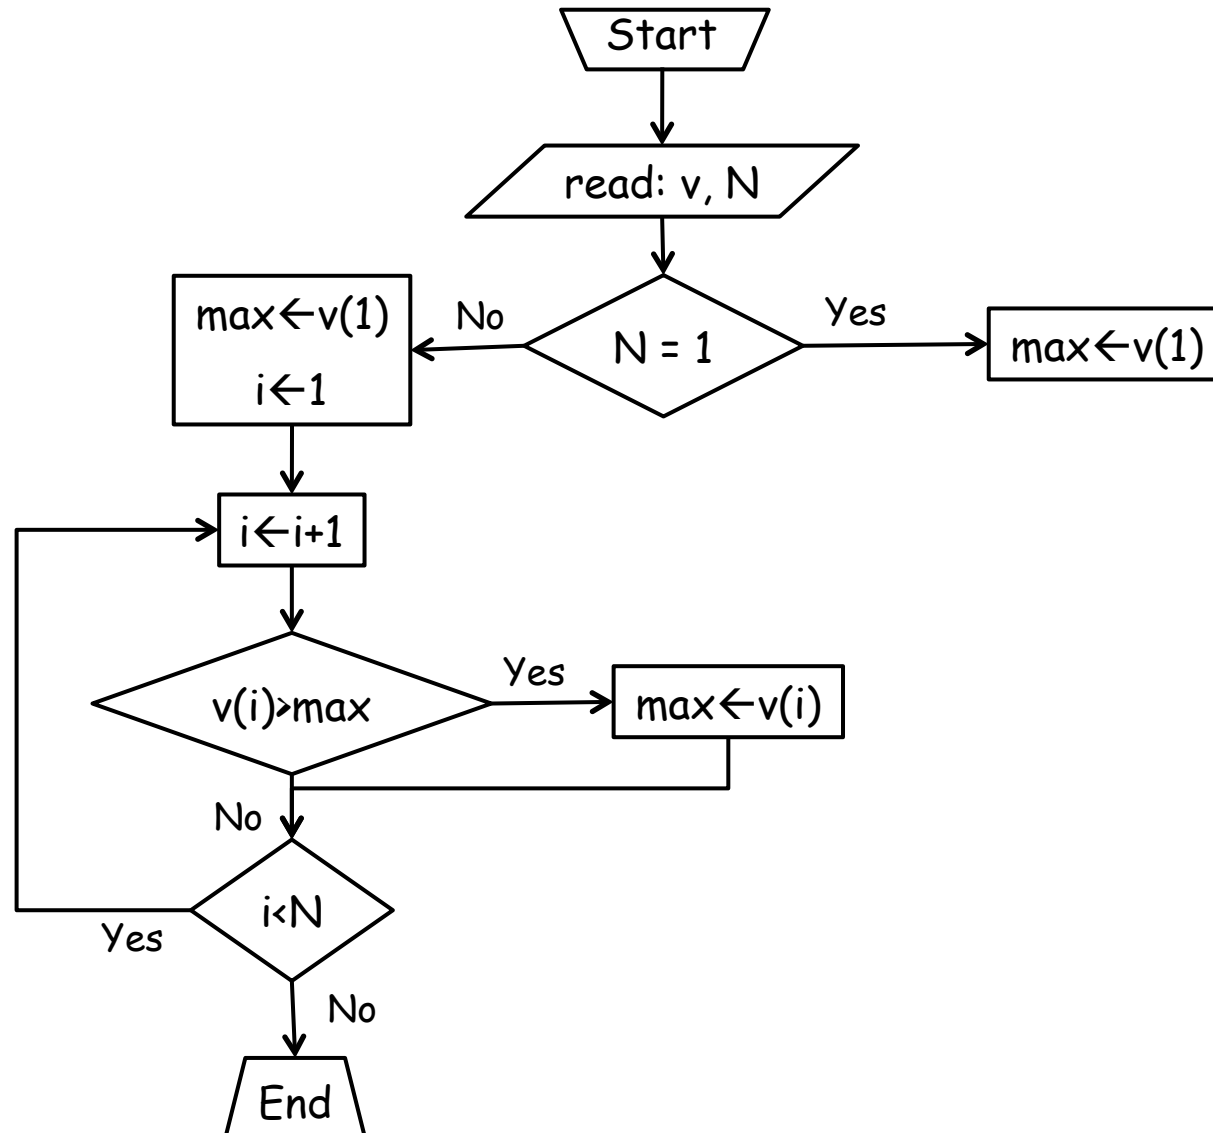 Start
read: v, N
max←v(1)
i←1
No
N = 1
Yes
max←v(1)
i←i+1
v(i)>max
Yes
max←v(i)
No
i<N
Yes
No
End